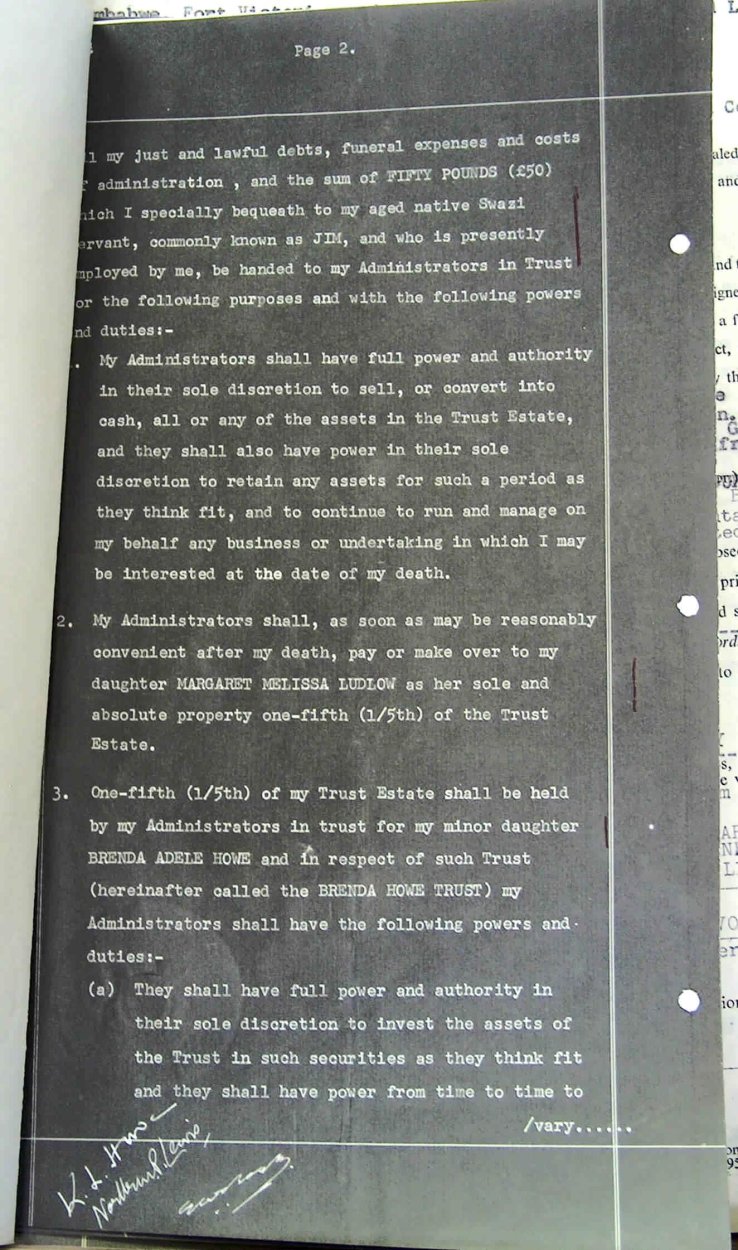 Page 2.
my just and lawful debts, funeral expenses and costs
administration , and the sum of FIFTY POUNDS (£50)
hich I specially bequeath to my aged native Swazi
ervant, commonly known as JIM, and who is presently
mployed by me, be handed to my Administrators in Trust
or the following purposes and with the following powers
nd duties:-
. My Administrators shall have full power and authority
in their sole discretion to sell, or convert into
cash, all or any of the assets in the Trust Estate,
and they shall also have power in their sole
discretion to retain any assets for such a period as
they think fit, and to continue to run and manage on
my behalf any business or undertaking in which I may
be interested at the date of my death.
2. My Administrators shall, as soon as may be reasonably
convenient after my death, pay or make over to my
daughter MARGARET MELISSA LUDLOW as her sole and
absolute property one-fifth (1/5th) of the Trust
Estate.
3. One-fifth (1/5th) of my Trust Estate shall be held
by my Administrators in trust for my minor daughter
BRENDA ADELE HOWE and in respect of such Trust
(hereinafter called the BRENDA HOWE TRUST) my
Administrators shall have the following powers and
duties:-
(a) They shall have full power and authority in
their sole discretion to invest the assets of
the Trust in such securities as they think fit
and they shall have power from time to time to
/vary......